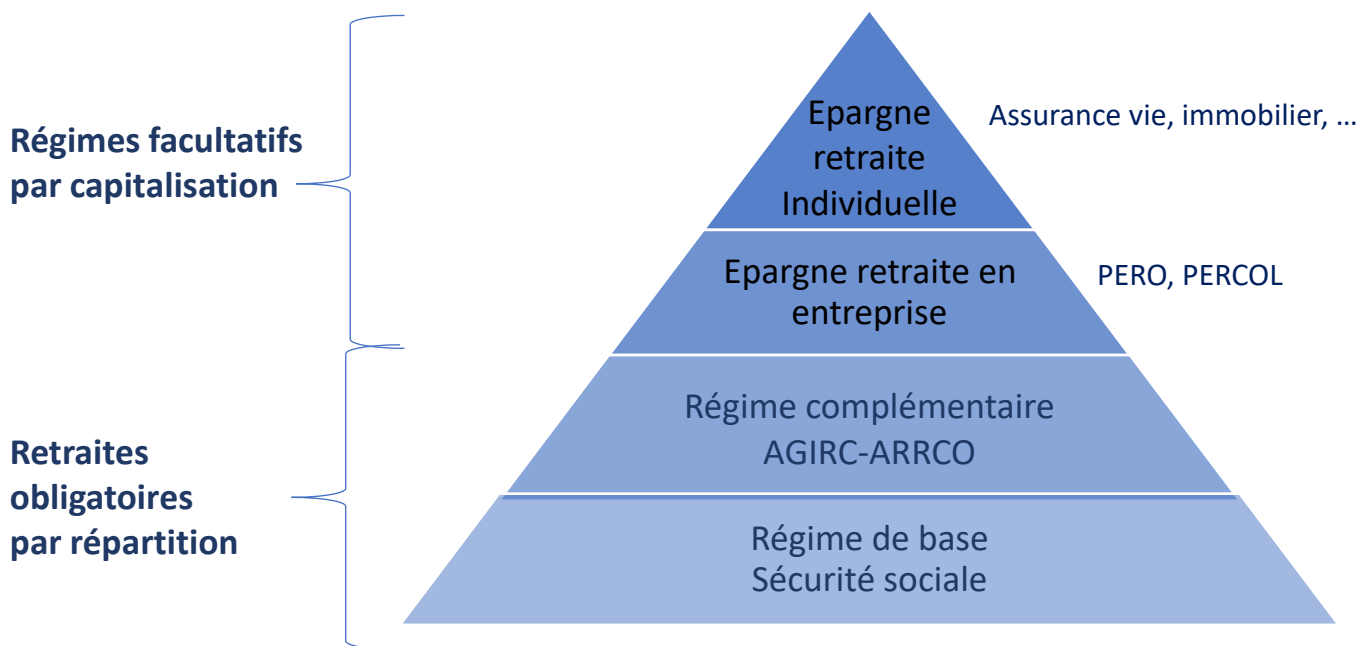 Régimes facultatifs
par capitalisation
Epargne
retraite
Individuelle
Assurance vie, immobilier, ...
Epargne retraite en
entreprise
PERO, PERCOL
Retraites
obligatoires
par répartition
Régime complémentaire
AGIRC-ARRCO
Régime de base
Sécurité sociale